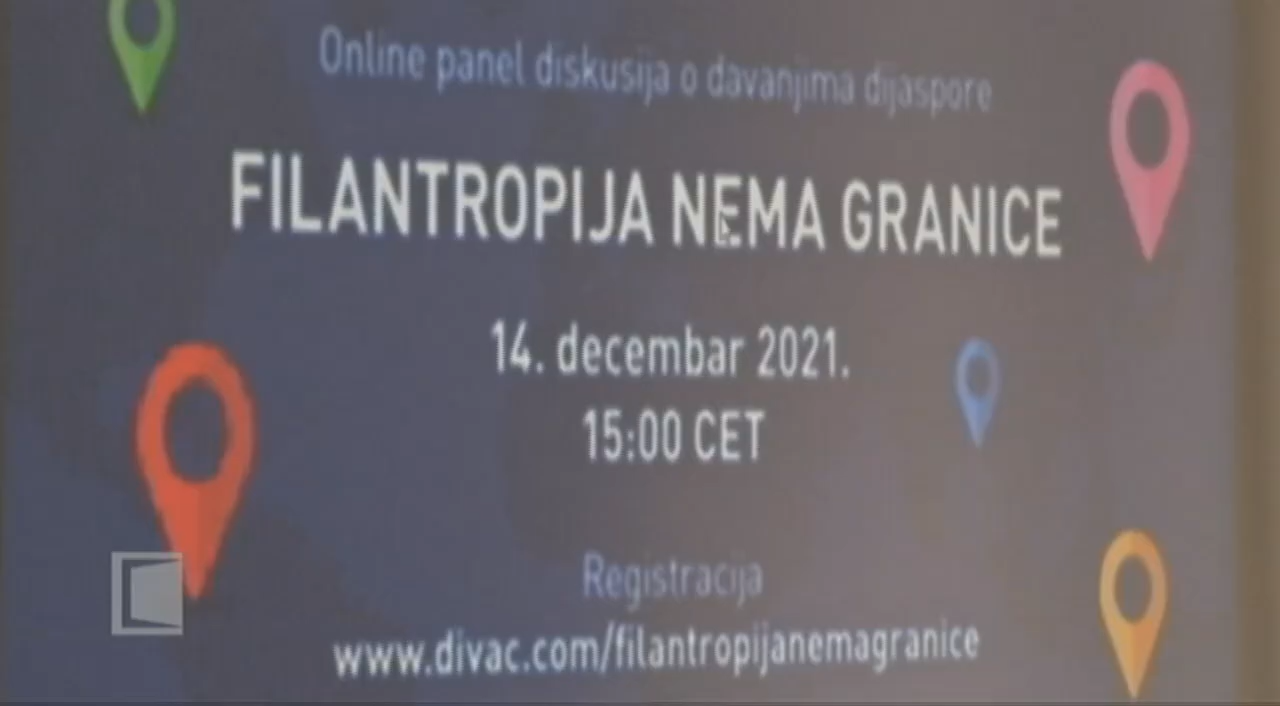 Online panel diskusija o davanjima dijaspore
FILANTROPIJA NEMA GRANICE
14. decembar 2021.
15:00 CET
Registracija
www.divac.com/filantropijanemagranice